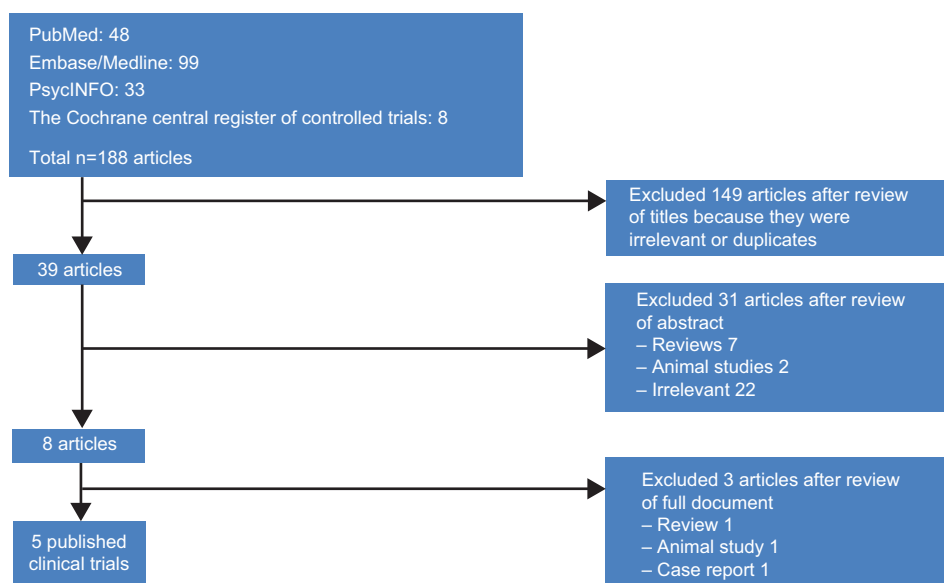 PubMed: 48
Embase/Medline: 99
PsycINFO: 33
The Cochrane central register of controlled trials: 8
Total n=188 articles
Excluded 149 articles after review
of titles because they were
irrelevant or duplicates
39 articles
Excluded 31 articles after review
of abstract
– Reviews 7
– Animal studies 2
– Irrelevant 22
8 articles
Excluded 3 articles after review
of full document
– Review 1
– Animal study 1
– Case report 1
5 published
clinical trials